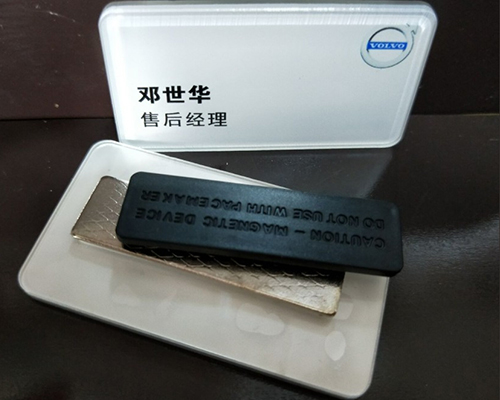 VOLVO
邓世华
售后经理
CAUTION – MAGNETIC DEVICE
DO NOT USE WITH PACEMAKER